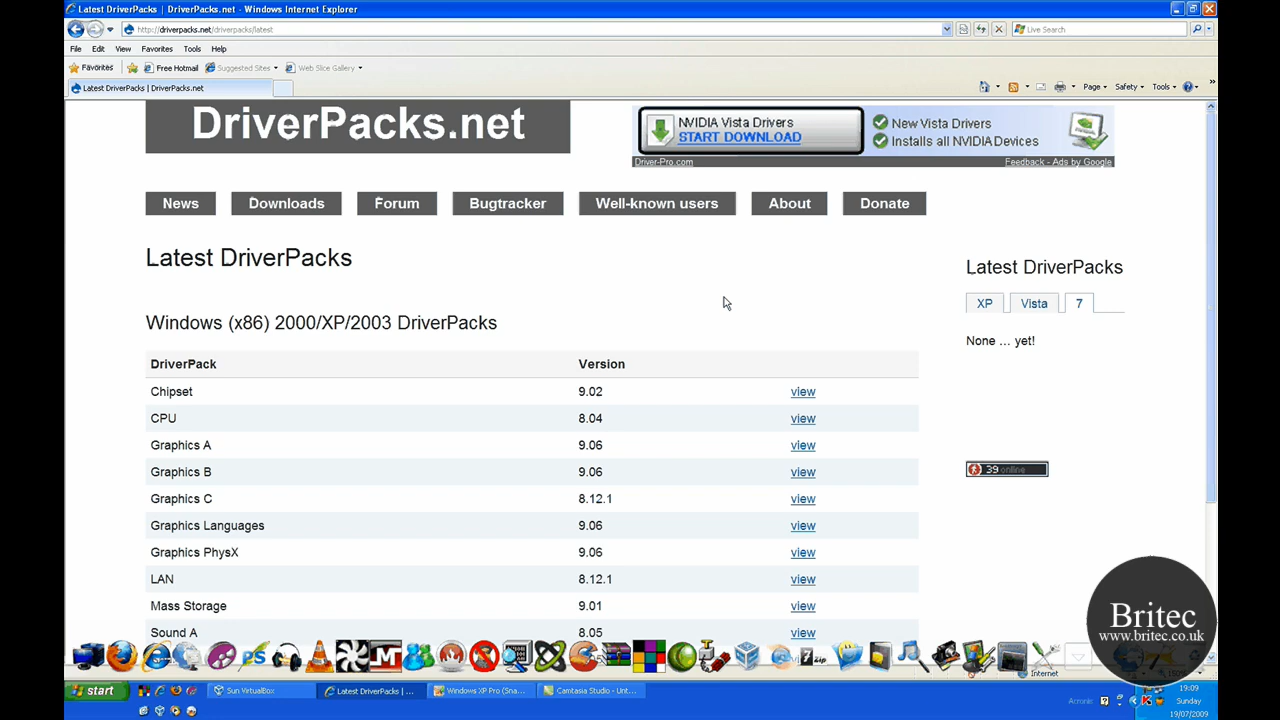 Latest DriverPacks | DriverPacks.net - Windows Internet Explorer
http://driverpacks.net/driverpacks/latest
Live Search
File Edit View Favorites Tools Help
Favorites Free Hotmail Suggested Sites Web Slice Gallery
Latest DriverPacks | DriverPacks.net
Page Safety Tools
DriverPacks.net
NVIDIA Vista Drivers
START DOWNLOAD
New Vista Drivers
Installs all NVIDIA Devices
Driver-Pro.com
Feedback - Ads by Google
News Downloads Forum Bugtracker Well-known users About Donate
Latest DriverPacks
Latest DriverPacks
XP Vista 7
None ... yet!
39 online
Windows (x86) 2000/XP/2003 DriverPacks
DriverPack Version
Chipset 9.02 view
CPU 8.04 view
Graphics A 9.06 view
Graphics B 9.06 view
Graphics C 8.12.1 view
Graphics Languages 9.06 view
Graphics PhysX 9.06 view
LAN 8.12.1 view
Mass Storage 9.01 view
Sound A 8.05 view
Britec
www.britec.co.uk
Internet
start
Sun VirtualBox
Latest DriverPacks | ...
Windows XP Pro (Sna...
Camtasia Studio - Unt...
Acronis
19:09
Sunday
19/07/2009